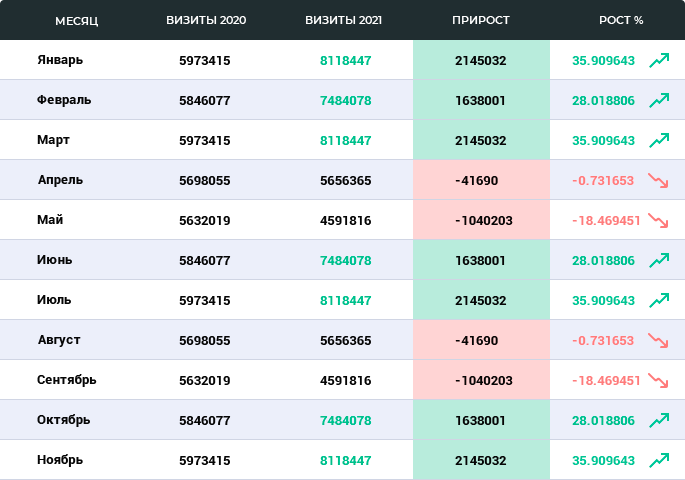 МЕСЯЦ ВИЗИТЫ 2020 ВИЗИТЫ 2021 ПРИРОСТ РОСТ %
Январь 5973415 8118447 2145032 35.909643
Февраль 5846077 7484078 1638001 28.018806
Март 5973415 8118447 2145032 35.909643
Апрель 5698055 5656365 -41690 -0.731653
Май 5632019 4591816 -1040203 -18.469451
Июнь 5846077 7484078 1638001 28.018806
Июль 5973415 8118447 2145032 35.909643
Август 5698055 5656365 -41690 -0.731653
Сентябрь 5632019 4591816 -1040203 -18.469451
Октябрь 5846077 7484078 1638001 28.018806
Ноябрь 5973415 8118447 2145032 35.909643